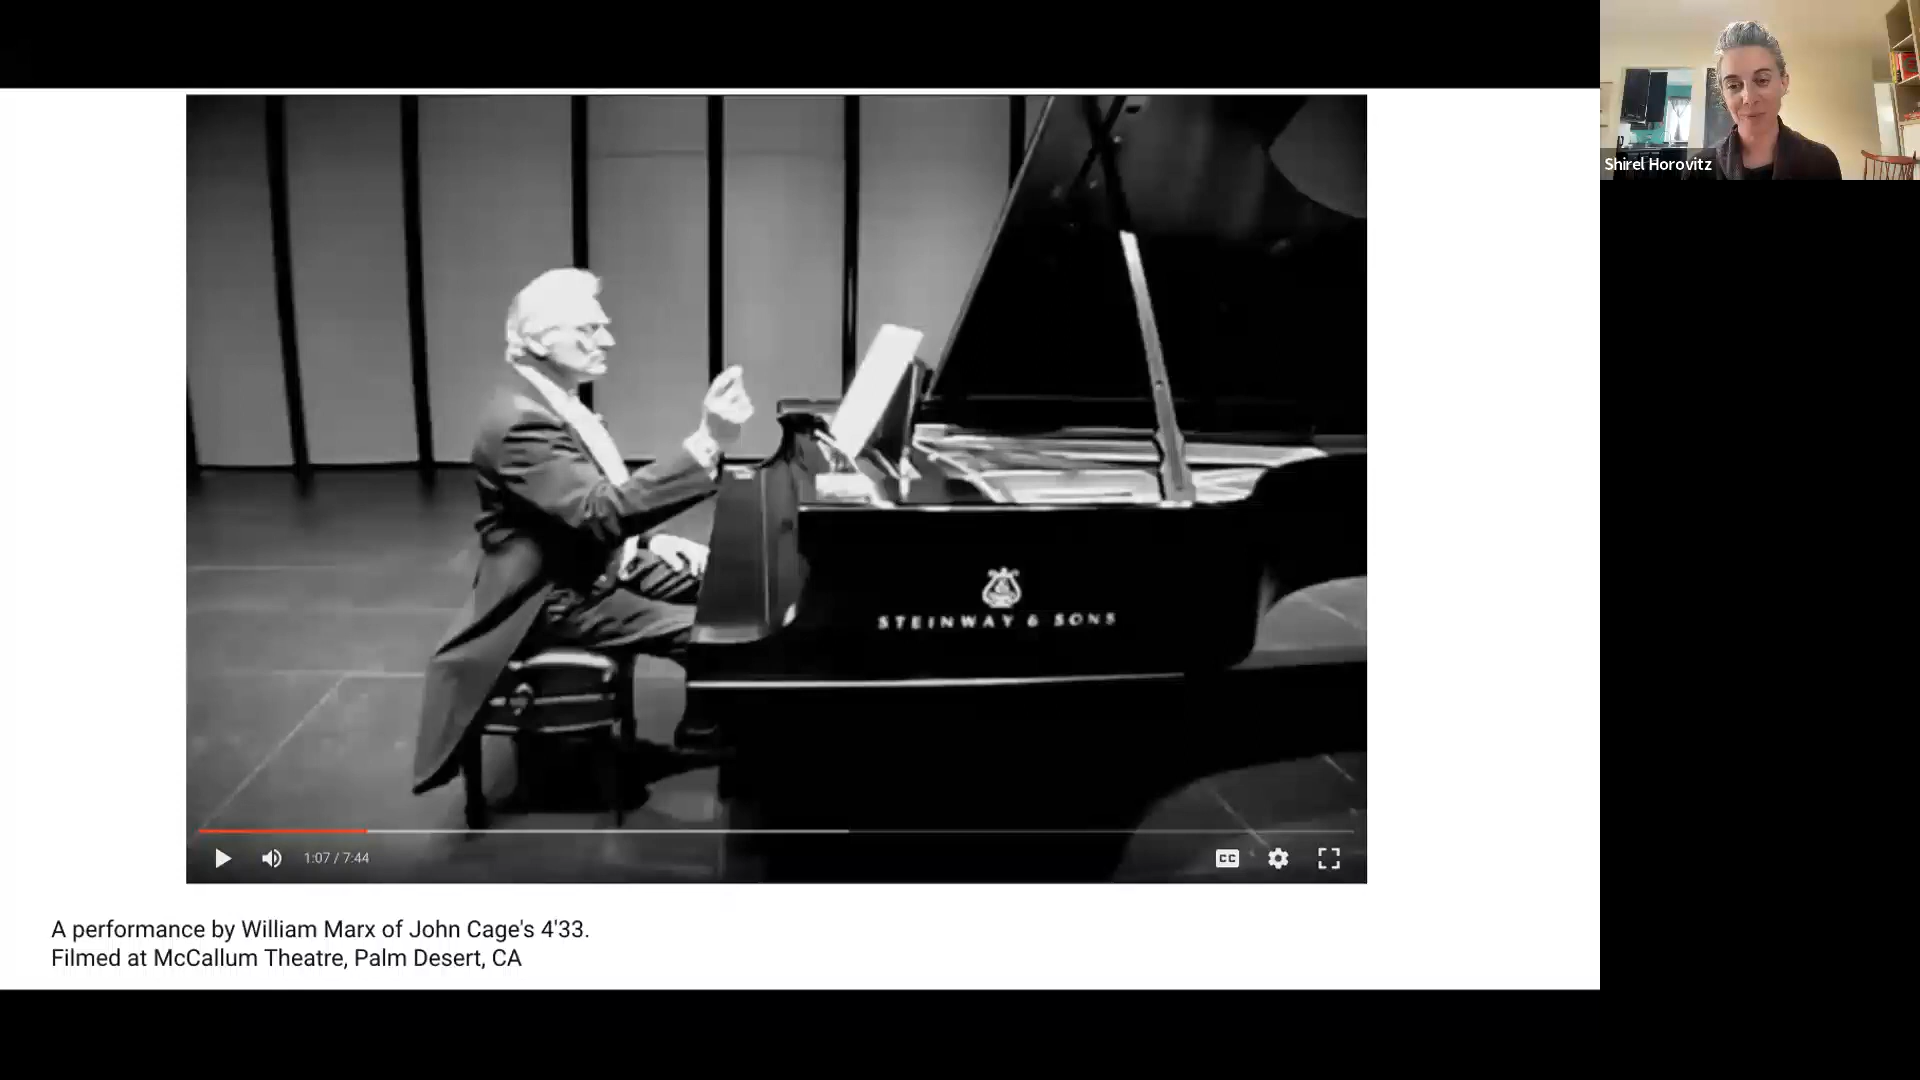 Shirel Horovitz
STEINWAY & SONS
1:07 / 7:44
CC
A performance by William Marx of John Cage's 4'33.
Filmed at McCallum Theatre, Palm Desert, CA